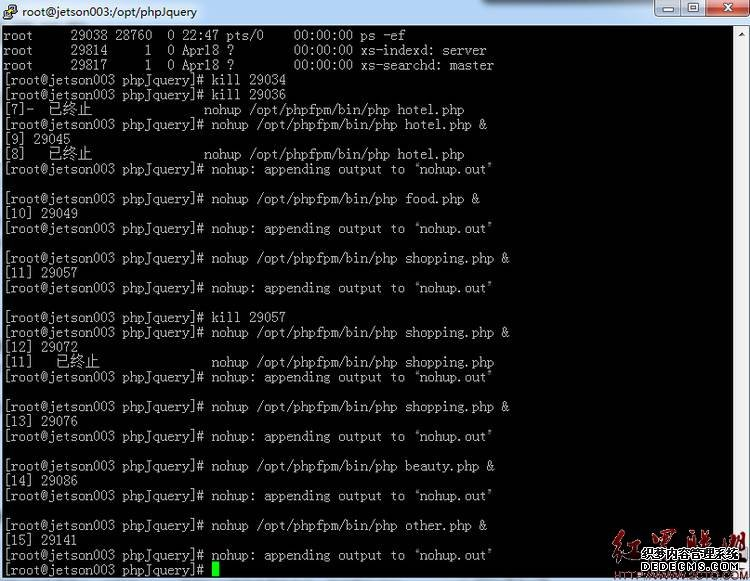 root@jetson003:/opt/phpJquery
root 29038 28760 0 22:47 pts/0 00:00:00 ps -ef
root 29814 1 0 Apr18 ? 00:00:00 xs-indexd: server
root 29817 1 0 Apr18 ? 00:00:00 xs-searchd: master
[root@jetson003 phpJquery]# kill 29034
[root@jetson003 phpJquery]# kill 29036
[7]- 已终止 nohup /opt/phpfpm/bin/php hotel.php
[root@jetson003 phpJquery]# nohup /opt/phpfpm/bin/php hotel.php &
[9] 29045
[8] 已终止 nohup /opt/phpfpm/bin/php hotel.php
[root@jetson003 phpJquery]# nohup: appending output to “nohup.out”
[root@jetson003 phpJquery]# nohup /opt/phpfpm/bin/php food.php &
[10] 29049
[root@jetson003 phpJquery]# nohup: appending output to “nohup.out”
[root@jetson003 phpJquery]# nohup /opt/phpfpm/bin/php shopping.php &
[11] 29057
[root@jetson003 phpJquery]# nohup: appending output to “nohup.out”
[root@jetson003 phpJquery]# kill 29057
[root@jetson003 phpJquery]# nohup /opt/phpfpm/bin/php shopping.php &
[12] 29072
[11] 已终止 nohup /opt/phpfpm/bin/php shopping.php
[root@jetson003 phpJquery]# nohup: appending output to “nohup.out”
[root@jetson003 phpJquery]# nohup /opt/phpfpm/bin/php shopping.php &
[13] 29076
[root@jetson003 phpJquery]# nohup: appending output to “nohup.out”
[root@jetson003 phpJquery]# nohup /opt/phpfpm/bin/php beauty.php &
[14] 29086
[root@jetson003 phpJquery]# nohup: appending output to “nohup.out”
[root@jetson003 phpJquery]# nohup /opt/phpfpm/bin/php other.php &
[15] 29141
[root@jetson003 phpJquery]# nohup: appending output to “nohup.out”
[root@jetson003 phpJquery]#
红黑联盟
织梦内容管理系统
DEDECMS.COM